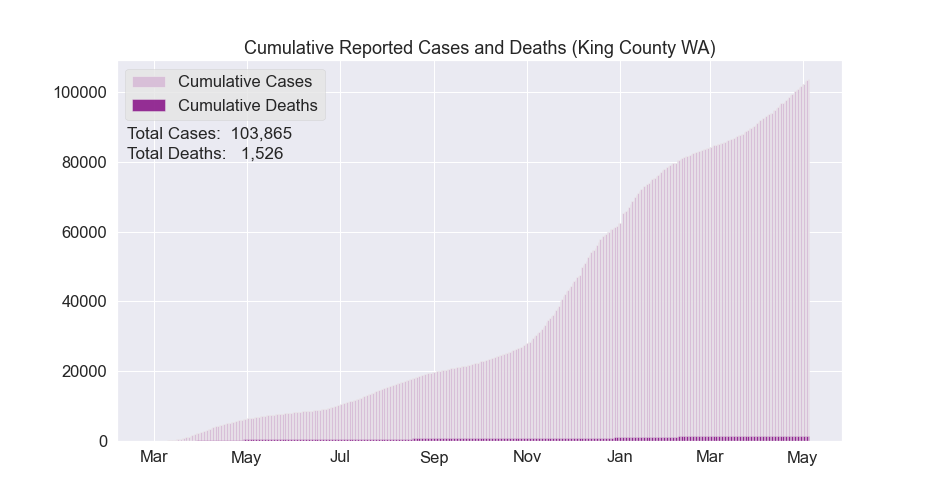 Cumulative Reported Cases and Deaths (King County WA)
Cumulative Cases
Cumulative Deaths
Total Cases: 103,865
Total Deaths: 1,526
100000
80000
60000
40000
20000
0
Mar May Jul Sep Nov Jan Mar May